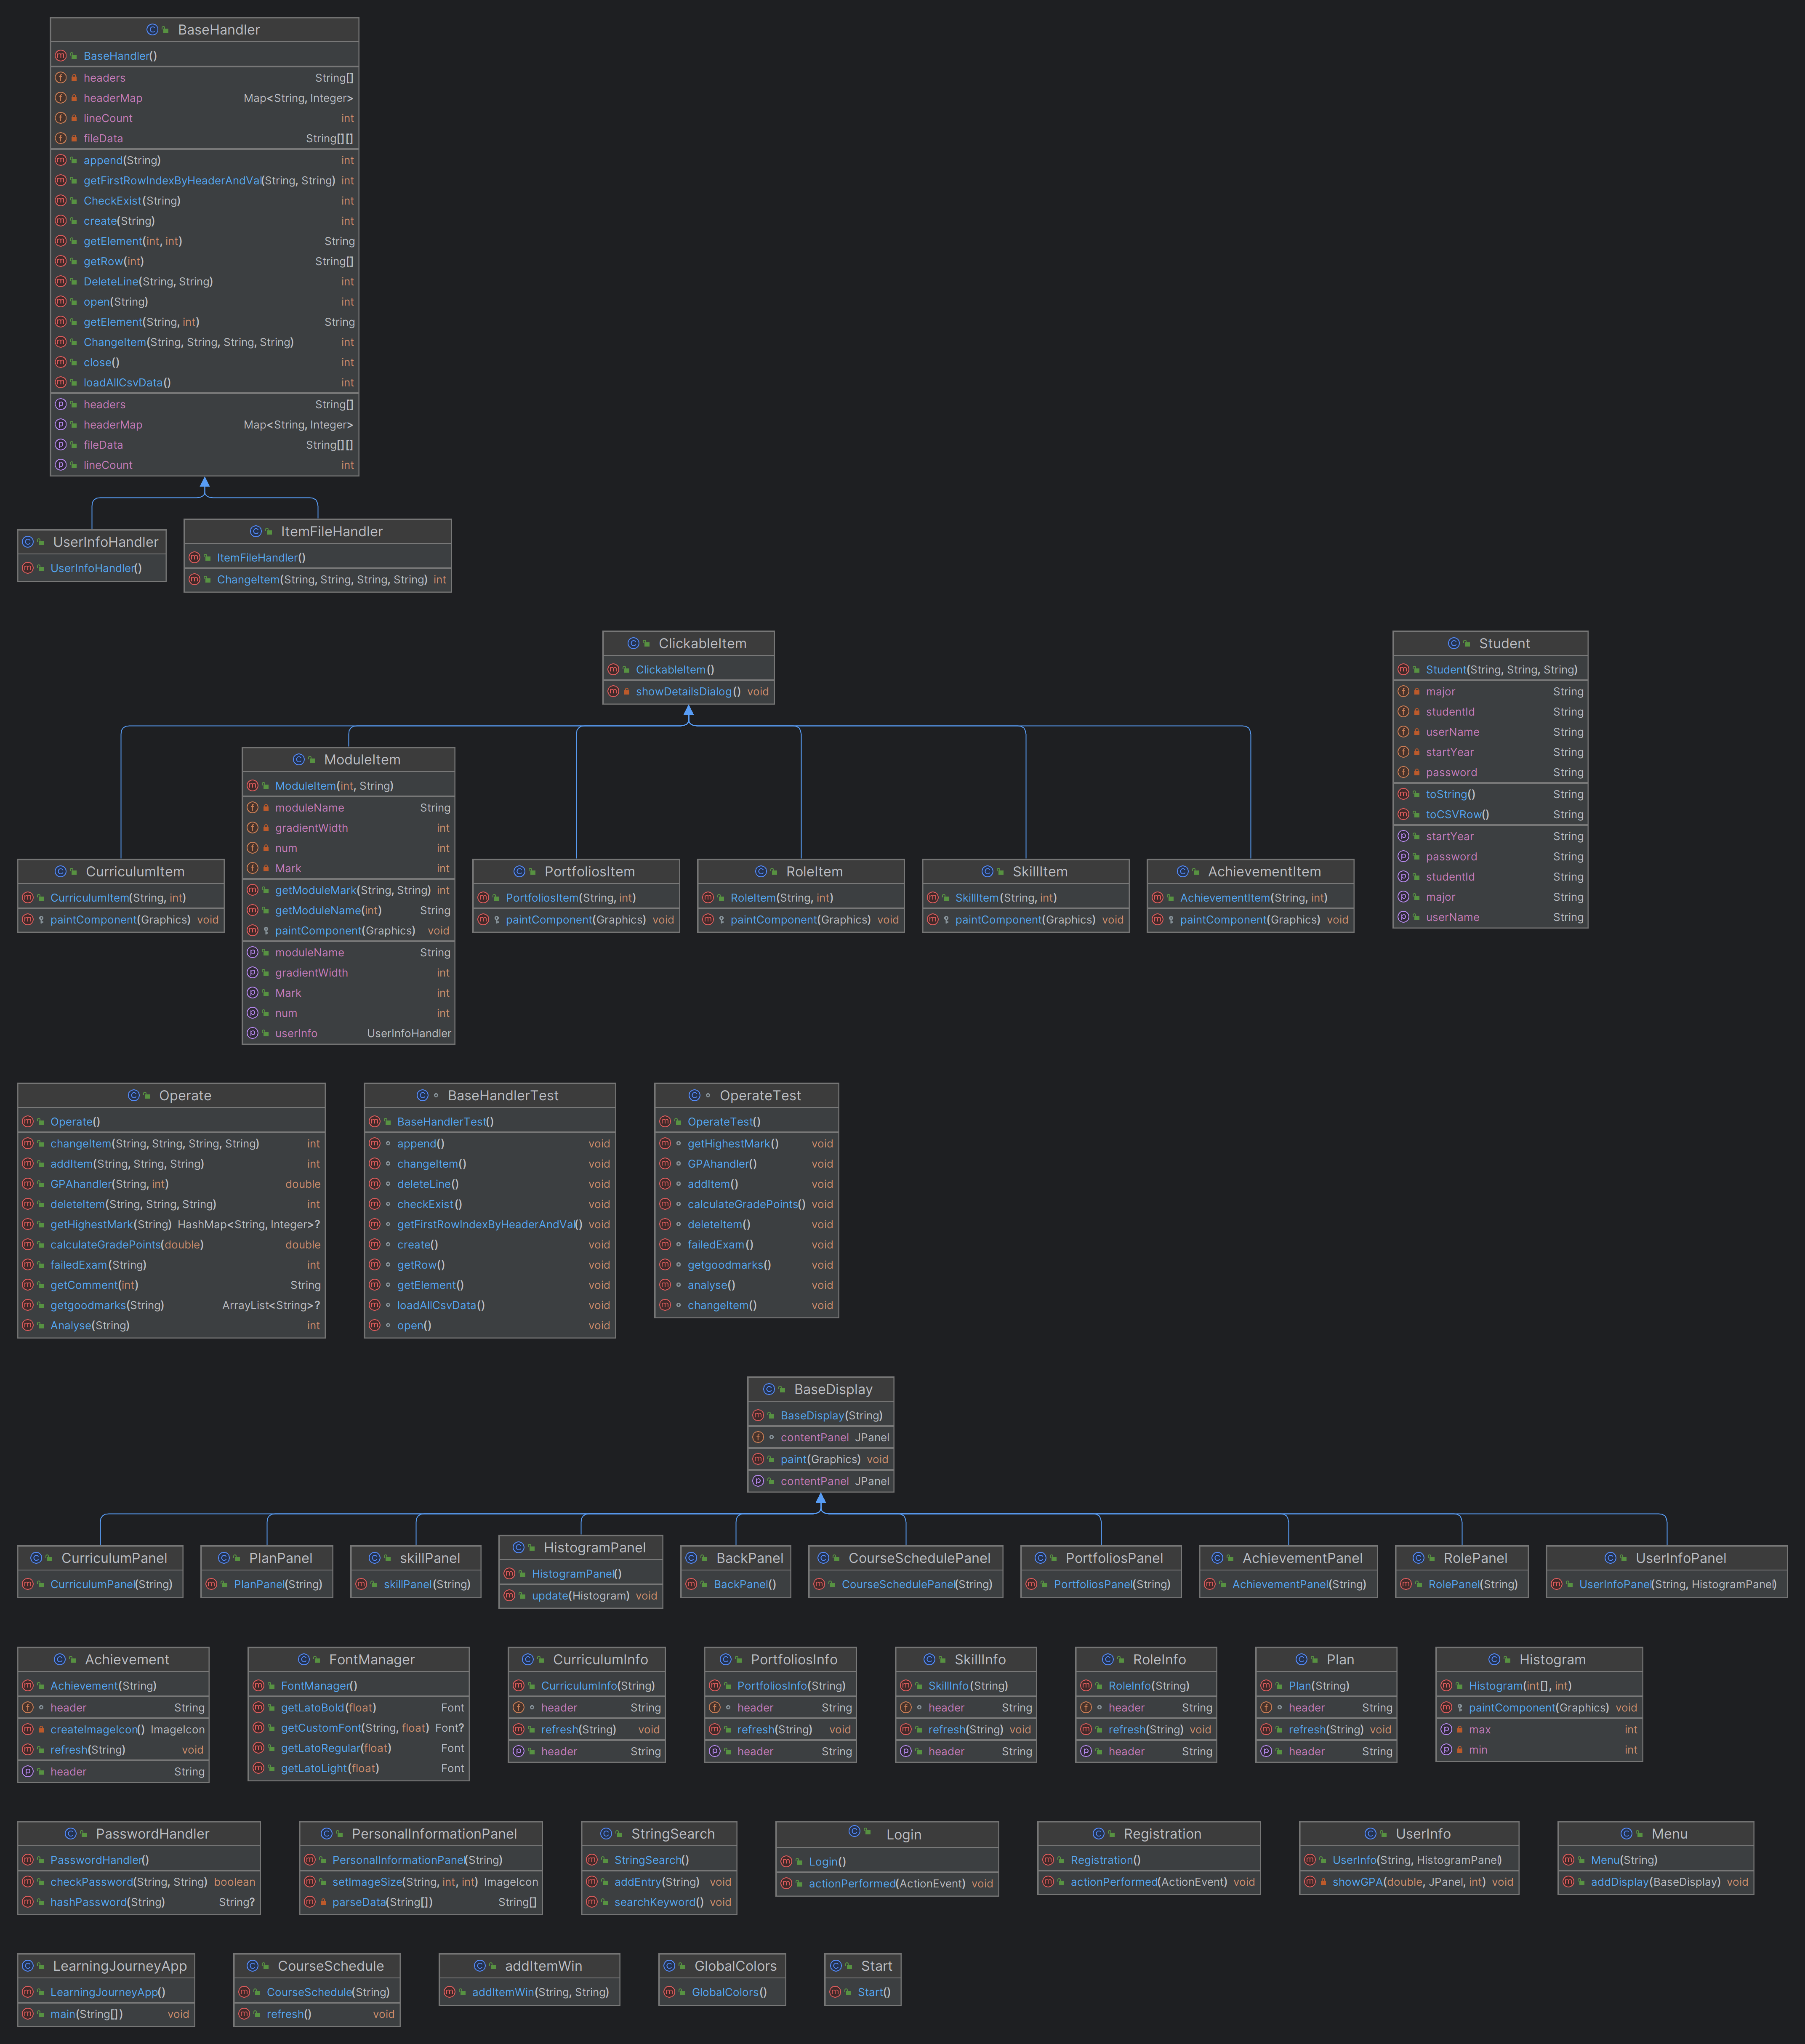 BaseHandler
BaseHandler()
headers String[]
headerMap Map<String, Integer>
lineCount int
fileData String[][]
append(String) int
getFirstRowIndexByHeaderAndVal(String, String) int
CheckExist(String) int
create(String) int
getElement(int, int) String
getRow(int) String[]
DeleteLine(String, String) int
open(String) int
getElement(String, int) String
ChangeItem(String, String, String, String) int
close() int
loadAllCsvData() int
headers String[]
headerMap Map<String, Integer>
fileData String[][]
lineCount int
UserInfoHandler
UserInfoHandler()
ItemFileHandler
ItemFileHandler()
ChangeItem(String, String, String, String) int
ClickableItem
ClickableItem()
showDetailsDialog() void
Student
Student(String, String, String)
major String
studentId String
userName String
startYear String
password String
toString() String
toCSVRow() String
startYear String
password String
studentId String
major String
userName String
CurriculumItem
CurriculumItem(String, int)
paintComponent(Graphics) void
ModuleItem
ModuleItem(int, String)
moduleName String
gradientWidth int
num int
Mark int
getModuleMark(String, String) int
getModuleName(int) String
paintComponent(Graphics) void
moduleName String
gradientWidth int
Mark int
num int
userInfo UserInfoHandler
PortfoliosItem
PortfoliosItem(String, int)
paintComponent(Graphics) void
RoleItem
RoleItem(String, int)
paintComponent(Graphics) void
SkillItem
SkillItem(String, int)
paintComponent(Graphics) void
AchievementItem
AchievementItem(String, int)
paintComponent(Graphics) void
Operate
Operate()
changeItem(String, String, String, String) int
addItem(String, String, String) int
GPAhandler(String, int) double
deleteItem(String, String, String) int
getHighestMark(String) HashMap<String, Integer>?
calculateGradePoints(double) double
failedExam(String) int
getComment(int) String
getgoodmarks(String) ArrayList<String>?
Analyse(String) int
BaseHandlerTest
BaseHandlerTest()
append() void
changeItem() void
deleteLine() void
checkExist() void
getFirstRowIndexByHeaderAndVal() void
create() void
getRow() void
getElement() void
loadAllCsvData() void
open() void
OperateTest
OperateTest()
getHighestMark() void
GPAhandler() void
addItem() void
calculateGradePoints() void
deleteItem() void
failedExam() void
getgoodmarks() void
analyse() void
changeItem() void
BaseDisplay
BaseDisplay(String)
contentPanel JPanel
paint(Graphics) void
contentPanel JPanel
CurriculumPanel
CurriculumPanel(String)
PlanPanel
PlanPanel(String)
skillPanel
skillPanel(String)
HistogramPanel
HistogramPanel()
update(Histogram) void
BackPanel
BackPanel()
CourseSchedulePanel
CourseSchedulePanel(String)
PortfoliosPanel
PortfoliosPanel(String)
AchievementPanel
AchievementPanel(String)
RolePanel
RolePanel(String)
UserInfoPanel
UserInfoPanel(String, HistogramPanel)
Achievement
Achievement(String)
header String
createImageIcon() ImageIcon
refresh(String) void
header String
FontManager
FontManager()
getLatoBold(float) Font
getCustomFont(String, float) Font?
getLatoRegular(float) Font
getLatoLight(float) Font
CurriculumInfo
CurriculumInfo(String)
header String
refresh(String) void
header String
PortfoliosInfo
PortfoliosInfo(String)
header String
refresh(String) void
header String
SkillInfo
SkillInfo(String)
header String
refresh(String) void
header String
RoleInfo
RoleInfo(String)
header String
refresh(String) void
header String
Plan
Plan(String)
header String
refresh(String) void
header String
Histogram
Histogram(int[], int)
paintComponent(Graphics) void
max int
min int
PasswordHandler
PasswordHandler()
checkPassword(String, String) boolean
hashPassword(String) String?
PersonalInformationPanel
PersonalInformationPanel(String)
setImageSize(String, int, int) ImageIcon
parseData(String[]) String[]
StringSearch
StringSearch()
addEntry(String) void
searchKeyword() void
Login
Login()
actionPerformed(ActionEvent) void
Registration
Registration()
actionPerformed(ActionEvent) void
UserInfo
UserInfo(String, HistogramPanel)
showGPA(double, JPanel, int) void
Menu
Menu(String)
addDisplay(BaseDisplay) void
LearningJourneyApp
LearningJourneyApp()
main(String[]) void
CourseSchedule
CourseSchedule(String)
refresh() void
addItemWin
addItemWin(String, String)
GlobalColors
GlobalColors()
Start
Start()